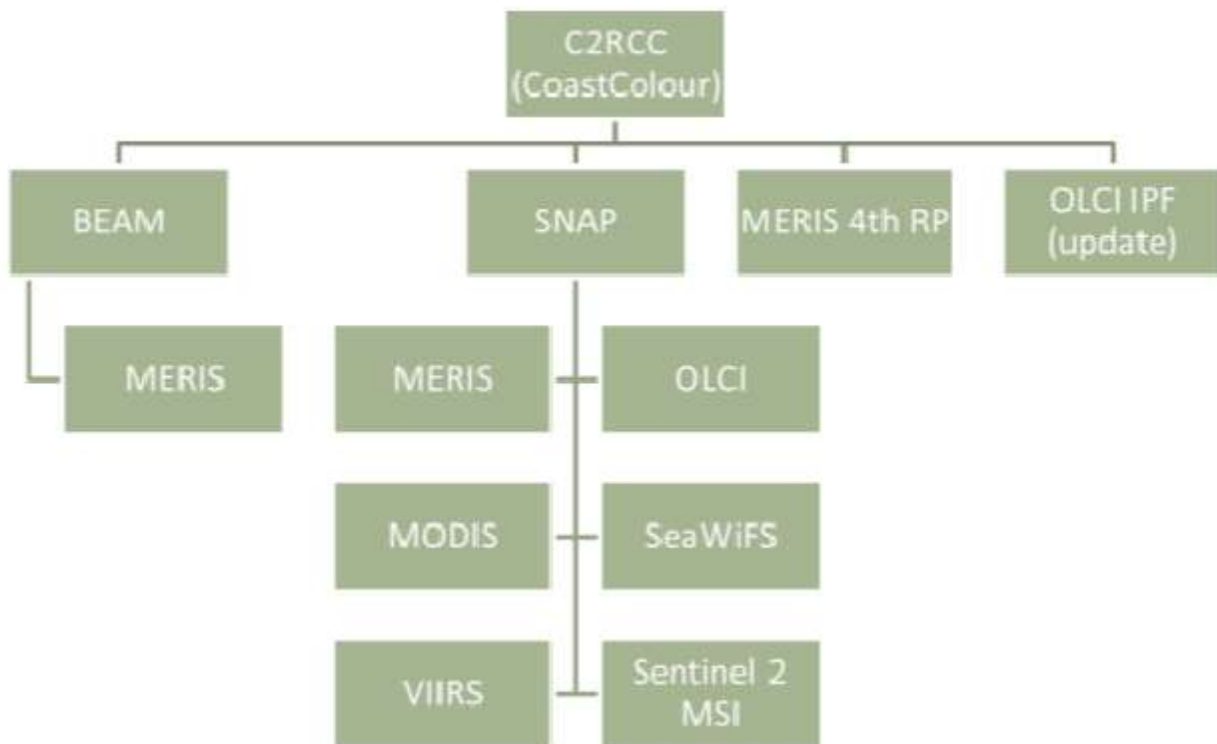 C2RCC
(CoastColour)
BEAM
SNAP
MERIS 4th RP
OLCI IPF
(update)
MERIS
MERIS
OLCI
MODIS
SeaWiFS
VIIRS
Sentinel 2
MSI